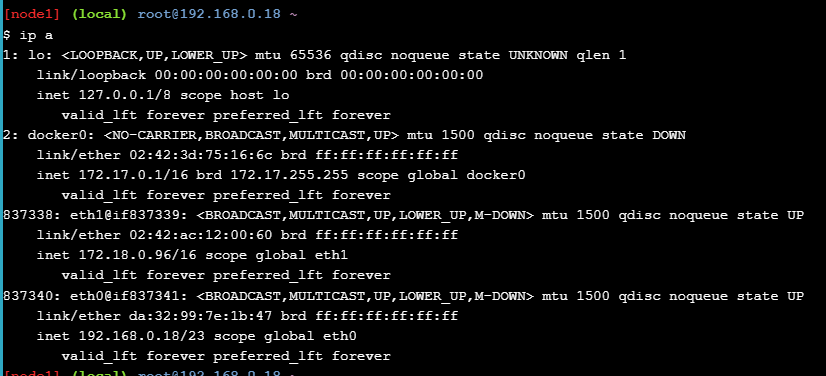 [node1] (local) root@192.168.0.18 ~
$ ip a
1: lo: <LOOPBACK,UP,LOWER_UP> mtu 65536 qdisc noqueue state UNKNOWN qlen 1
    link/loopback 00:00:00:00:00:00 brd 00:00:00:00:00:00
    inet 127.0.0.1/8 scope host lo
       valid_lft forever preferred_lft forever
2: docker0: <NO-CARRIER,BROADCAST,MULTICAST,UP> mtu 1500 qdisc noqueue state DOWN
    link/ether 02:42:3d:75:16:6c brd ff:ff:ff:ff:ff:ff
    inet 172.17.0.1/16 brd 172.17.255.255 scope global docker0
       valid_lft forever preferred_lft forever
837338: eth1@if837339: <BROADCAST,MULTICAST,UP,LOWER_UP,M-DOWN> mtu 1500 qdisc noqueue state UP
    link/ether 02:42:ac:12:00:60 brd ff:ff:ff:ff:ff:ff
    inet 172.18.0.96/16 scope global eth1
       valid_lft forever preferred_lft forever
837340: eth0@if837341: <BROADCAST,MULTICAST,UP,LOWER_UP,M-DOWN> mtu 1500 qdisc noqueue state UP
    link/ether da:32:99:7e:1b:47 brd ff:ff:ff:ff:ff:ff
    inet 192.168.0.18/23 scope global eth0
       valid_lft forever preferred_lft forever
[node1] (local) root@192.168.0.18 ~